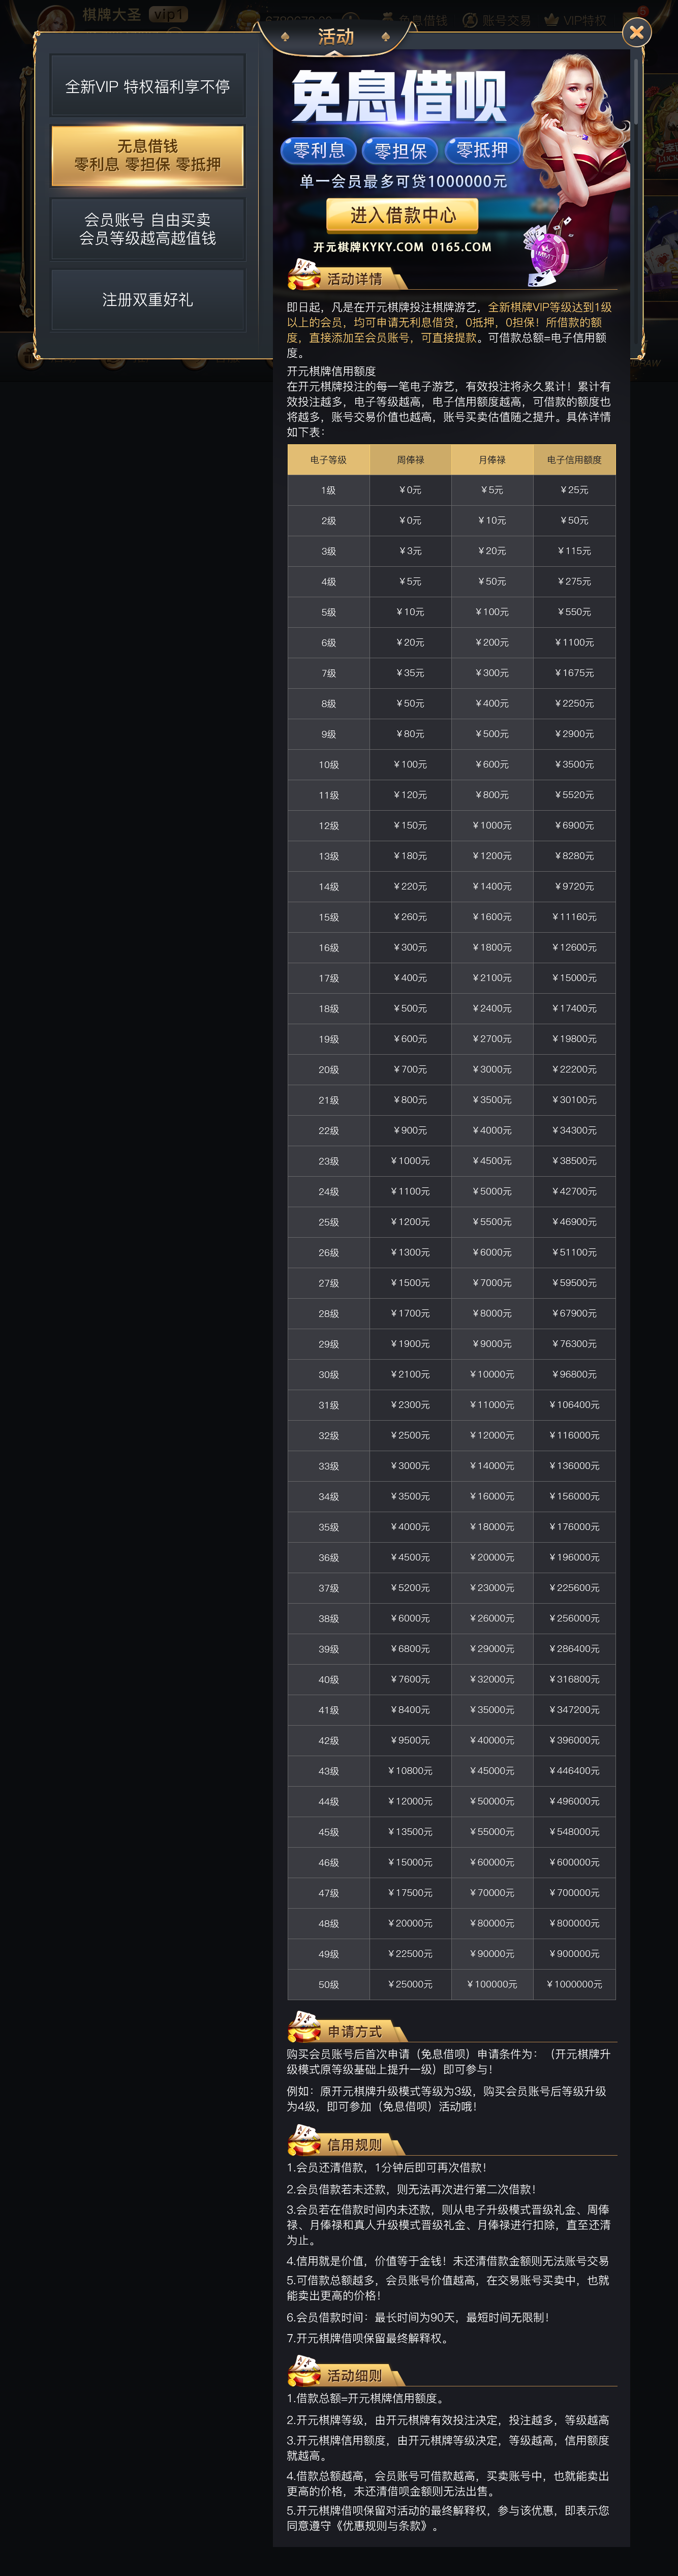 棋牌大圣 vip1
免息借钱 账号交易 VIP特权
活动
全新VIP 特权福利享不停
无息借钱
零利息 零担保 零抵押
会员账号 自由买卖
会员等级越高越值钱
注册双重好礼
免息借呗
零利息 零担保 零抵押
单一会员最多可贷1000000元
进入借款中心
开元棋牌KYKY.COM 0165.COM
活动详情
即日起，凡是在开元棋牌投注棋牌游艺，全新棋牌VIP等级达到1级
以上的会员，均可申请无利息借贷，0抵押，0担保！所借款的额
度，直接添加至会员账号，可直接提款。可借款总额=电子信用额
度。
开元棋牌信用额度
在开元棋牌投注的每一笔电子游艺，有效投注将永久累计！累计有
效投注越多，电子等级越高，电子信用额度越高，可借款的额度也
将越多，账号交易价值也越高，账号买卖估值随之提升。具体详情
如下表：
电子等级 周俸禄 月俸禄 电子信用额度
1级 ￥0元 ￥5元 ￥25元
2级 ￥0元 ￥10元 ￥50元
3级 ￥3元 ￥20元 ￥115元
4级 ￥5元 ￥50元 ￥275元
5级 ￥10元 ￥100元 ￥550元
6级 ￥20元 ￥200元 ￥1100元
7级 ￥35元 ￥300元 ￥1675元
8级 ￥50元 ￥400元 ￥2250元
9级 ￥80元 ￥500元 ￥2900元
10级 ￥100元 ￥600元 ￥3500元
11级 ￥120元 ￥800元 ￥5520元
12级 ￥150元 ￥1000元 ￥6900元
13级 ￥180元 ￥1200元 ￥8280元
14级 ￥220元 ￥1400元 ￥9720元
15级 ￥260元 ￥1600元 ￥11160元
16级 ￥300元 ￥1800元 ￥12600元
17级 ￥400元 ￥2100元 ￥15000元
18级 ￥500元 ￥2400元 ￥17400元
19级 ￥600元 ￥2700元 ￥19800元
20级 ￥700元 ￥3000元 ￥22200元
21级 ￥800元 ￥3500元 ￥30100元
22级 ￥900元 ￥4000元 ￥34300元
23级 ￥1000元 ￥4500元 ￥38500元
24级 ￥1100元 ￥5000元 ￥42700元
25级 ￥1200元 ￥5500元 ￥46900元
26级 ￥1300元 ￥6000元 ￥51100元
27级 ￥1500元 ￥7000元 ￥59500元
28级 ￥1700元 ￥8000元 ￥67900元
29级 ￥1900元 ￥9000元 ￥76300元
30级 ￥2100元 ￥10000元 ￥96800元
31级 ￥2300元 ￥11000元 ￥106400元
32级 ￥2500元 ￥12000元 ￥116000元
33级 ￥3000元 ￥14000元 ￥136000元
34级 ￥3500元 ￥16000元 ￥156000元
35级 ￥4000元 ￥18000元 ￥176000元
36级 ￥4500元 ￥20000元 ￥196000元
37级 ￥5200元 ￥23000元 ￥225600元
38级 ￥6000元 ￥26000元 ￥256000元
39级 ￥6800元 ￥29000元 ￥286400元
40级 ￥7600元 ￥32000元 ￥316800元
41级 ￥8400元 ￥35000元 ￥347200元
42级 ￥9500元 ￥40000元 ￥396000元
43级 ￥10800元 ￥45000元 ￥446400元
44级 ￥12000元 ￥50000元 ￥496000元
45级 ￥13500元 ￥55000元 ￥548000元
46级 ￥15000元 ￥60000元 ￥600000元
47级 ￥17500元 ￥70000元 ￥700000元
48级 ￥20000元 ￥80000元 ￥800000元
49级 ￥22500元 ￥90000元 ￥900000元
50级 ￥25000元 ￥100000元 ￥1000000元
申请方式
购买会员账号后首次申请（免息借呗）申请条件为：（开元棋牌升
级模式原等级基础上提升一级）即可参与！
例如：原开元棋牌升级模式等级为3级，购买会员账号后等级升级
为4级，即可参加（免息借呗）活动哦！
信用规则
1.会员还清借款，1分钟后即可再次借款！
2.会员借款若未还款，则无法再次进行第二次借款！
3.会员若在借款时间内未还款，则从电子升级模式晋级礼金、周俸
禄、月俸禄和真人升级模式晋级礼金、月俸禄进行扣除，直至还清
为止。
4.信用就是价值，价值等于金钱！未还清借款金额则无法账号交易
5.可借款总额越多，会员账号价值越高，在交易账号买卖中，也就
能卖出更高的价格！
6.会员借款时间：最长时间为90天，最短时间无限制！
7.开元棋牌借呗保留最终解释权。
活动细则
1.借款总额=开元棋牌信用额度。
2.开元棋牌等级，由开元棋牌有效投注决定，投注越多，等级越高
3.开元棋牌信用额度，由开元棋牌等级决定，等级越高，信用额度
就越高。
4.借款总额越高，会员账号可借款越高，买卖账号中，也就能卖出
更高的价格，未还清借呗金额则无法出售。
5.开元棋牌借呗保留对活动的最终解释权，参与该优惠，即表示您
同意遵守《优惠规则与条款》。